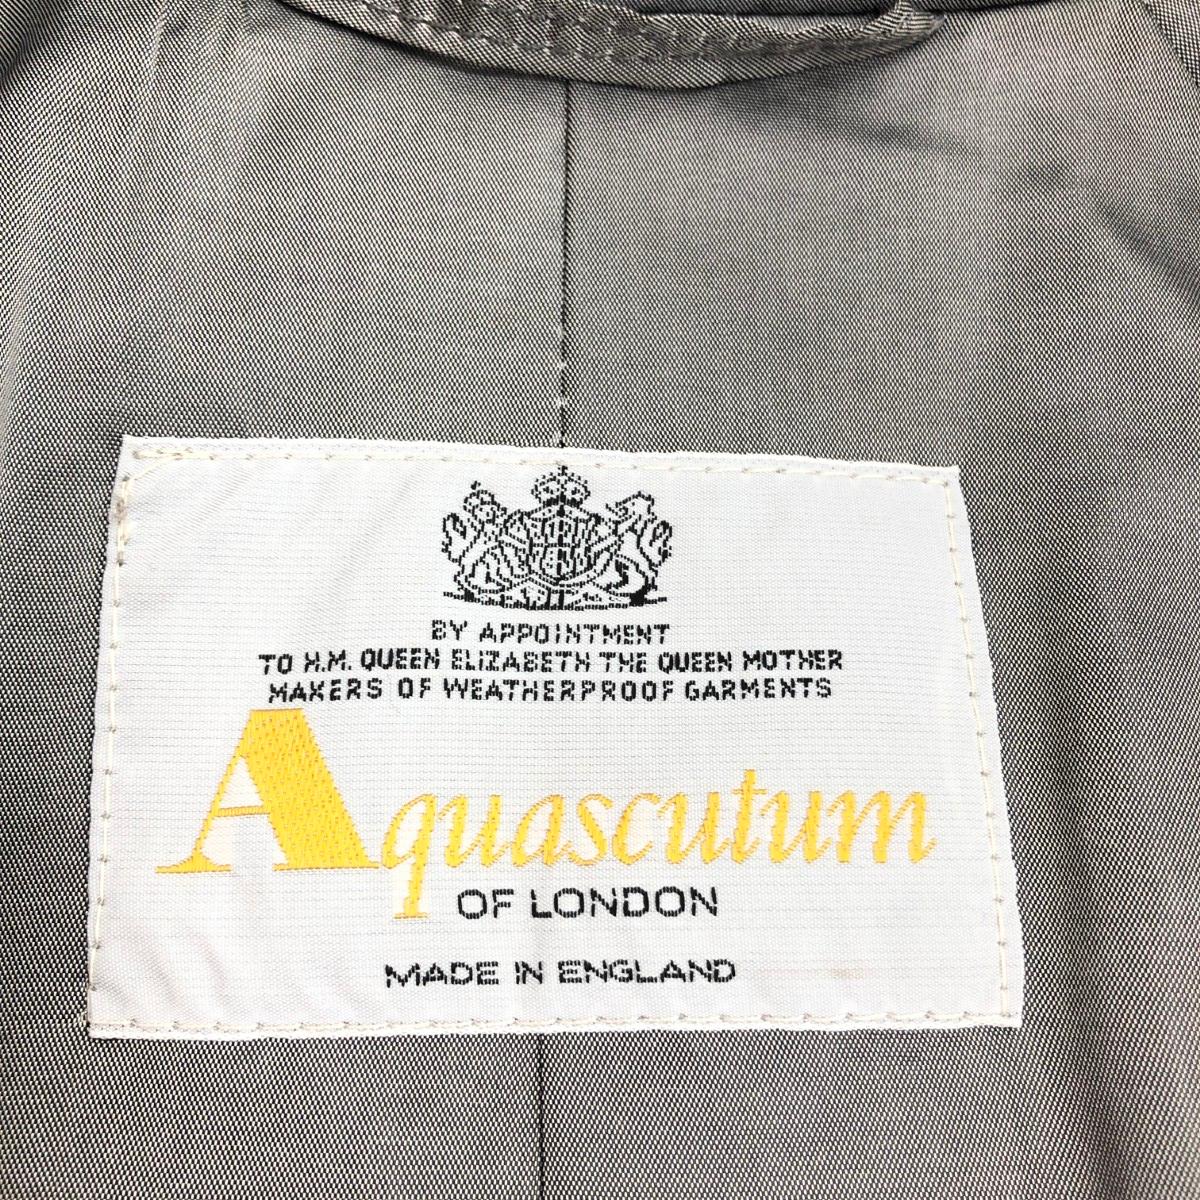 BY APPOINTMENT
TO H.M. QUEEN ELIZABETH THE QUEEN MOTHER
MAKERS OF WEATHERPROOF GARMENTS
Aquascutum
OF LONDON
MADE IN ENGLAND